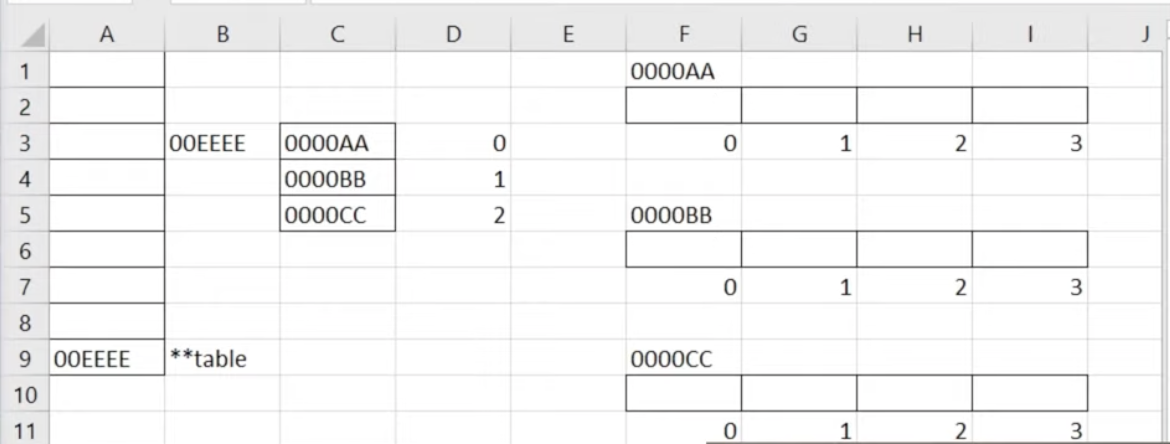 A B C D E F G H I J
1 0000AA
2
3 00EEEE 0000AA 0 0 1 2 3
4 0000BB 1
5 0000CC 2 0000BB
6
7 0 1 2 3
8
9 00EEEE **table 0000CC
10
11 0 1 2 3